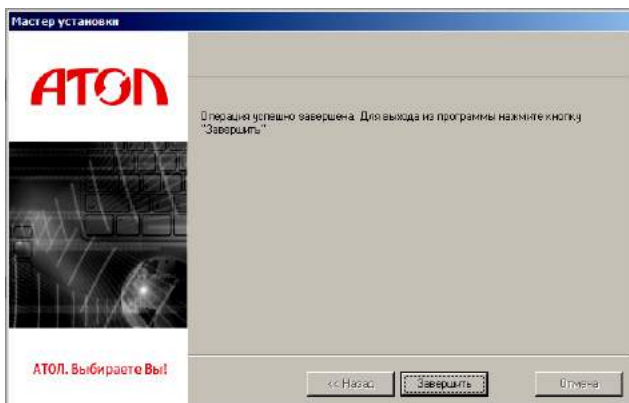 Мастер установки
АТОЛ
Операция успешно завершена. Для выхода из программы нажмите кнопку
"Завершить"
АТОЛ. Выбираете Вы!
<< Назад
Завершить
Отмена